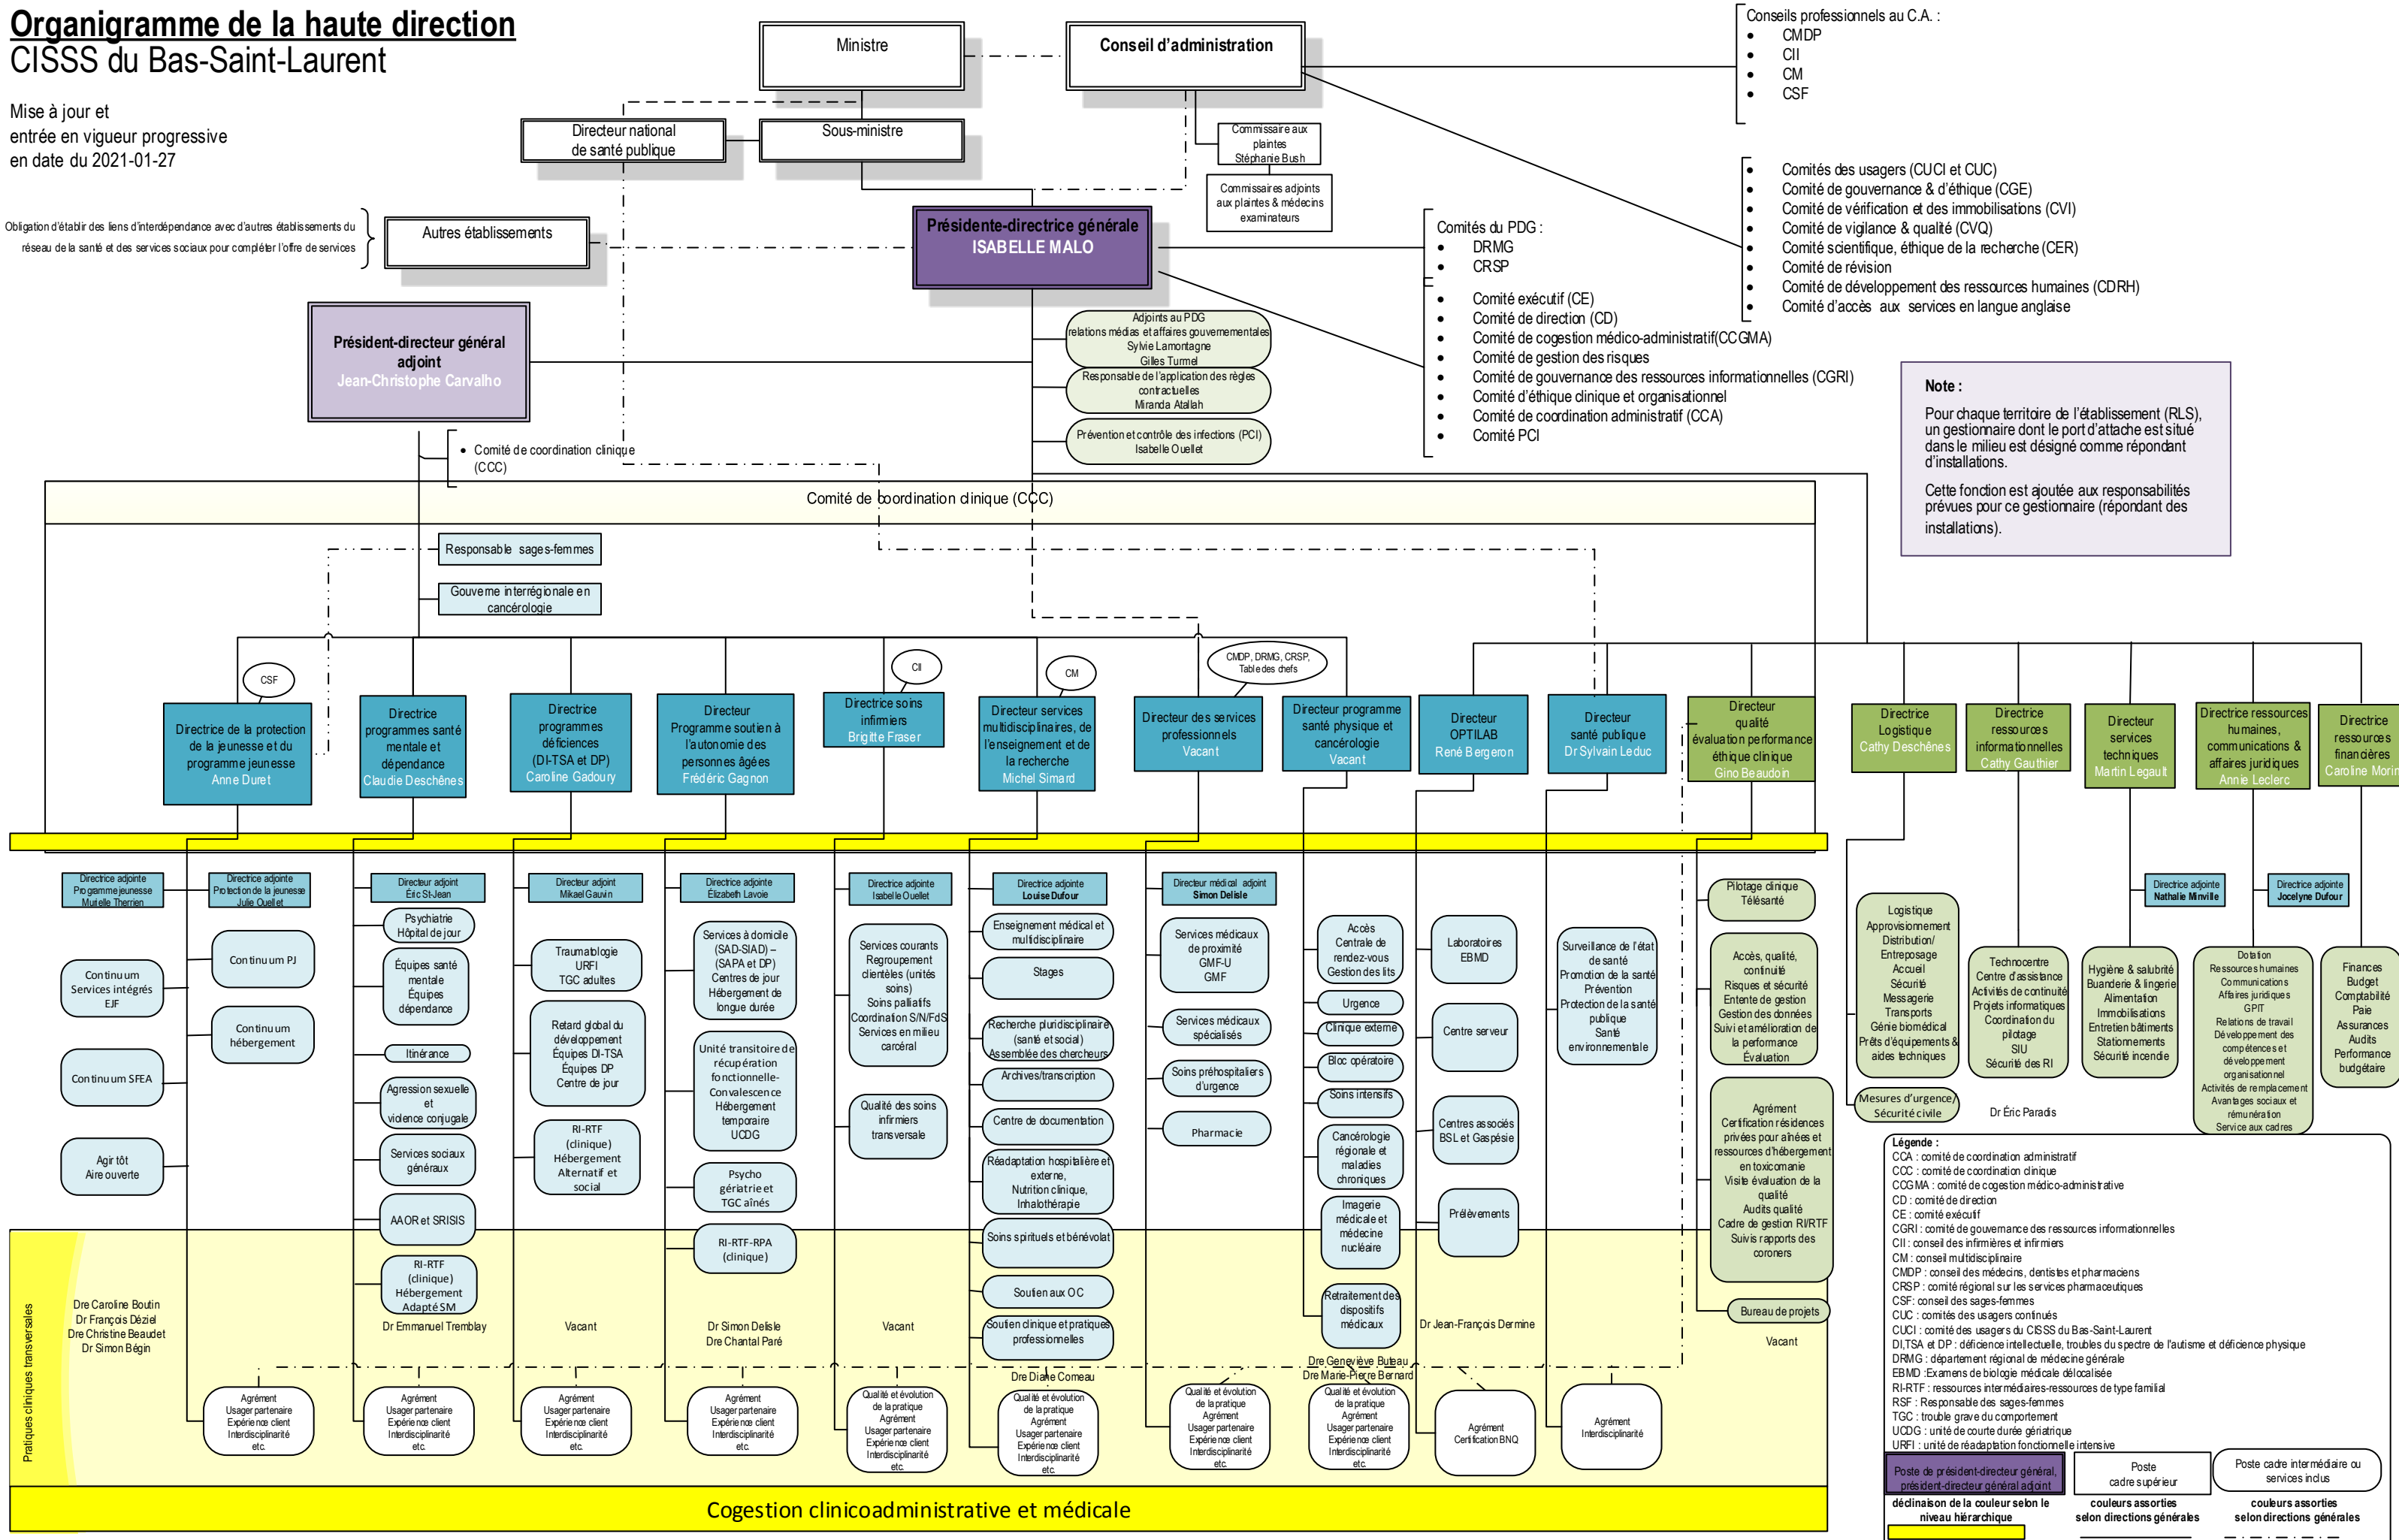 Organigramme de la haute direction
CISSS du Bas-Saint-Laurent
Mise à jour et
entrée en vigueur progressive
en date du 2021-01-27
Ministre
Conseil d'administration
Conseils professionnels au C.A. :
• CMDP
• CII
• CM
• CSF
Directeur national
de santé publique
Sous-ministre
Commissaire aux
plaintes
Stéphanie Bush
Commissaires adjoints
aux plaintes & médecins
examinateurs
• Comités des usagers (CUCI et CUC)
• Comité de gouvernance & d'éthique (CGE)
• Comité de vérification et des immobilisations (CVI)
• Comité de vigilance & qualité (CVQ)
• Comité scientifique, éthique de la recherche (CER)
• Comité de révision
• Comité de développement des ressources humaines (CDRH)
• Comité d'accès aux services en langue anglaise
Obligation d'établir des liens d'interdépendance avec d'autres établissements du
réseau de la santé et des services sociaux pour compléter l'offre de services
Autres établissements
Présidente-directrice générale
ISABELLE MALO
Comités du PDG :
• DRMG
• CRSP
• Comité exécutif (CE)
• Comité de direction (CD)
• Comité de cogestion médico-administratif(CCGMA)
• Comité de gestion des risques
• Comité de gouvernance des ressources informationnelles (CGRI)
• Comité d'éthique clinique et organisationnel
• Comité de coordination administratif (CCA)
• Comité PCI
Président-directeur général
adjoint
Jean-Christophe Carvalho
Adjoints au PDG
relations médias et affaires gouvernementales
Sylvie Lamontagne
Gilles Turmel
Responsable de l'application des règles
contractuelles
Miranda Atallah
Prévention et contrôle des infections (PCI)
Isabelle Ouellet
• Comité de coordination clinique
(CCC)
Note :
Pour chaque territoire de l'établissement (RLS),
un gestionnaire dont le port d'attache est situé
dans le milieu est désigné comme répondant
d'installations.
Cette fonction est ajoutée aux responsabilités
prévues pour ce gestionnaire (répondant des
installations).
Comité de coordination clinique (CCC)
Responsable sages-femmes
Gouverne interrégionale en
cancérologie
CSF
CII
CM
CMDP, DRMG, CRSP,
Table des chefs
Directrice de la protection
de la jeunesse et du
programme jeunesse
Anne Duret
Directrice
programmes santé
mentale et
dépendance
Claudie Deschênes
Directrice
programmes
déficiences
(DI-TSA et DP)
Caroline Gadoury
Directeur
Programme soutien à
l'autonomie des
personnes âgées
Frédéric Gagnon
Directrice soins
infirmiers
Brigitte Fraser
Directeur services
multidisciplinaires, de
l'enseignement et de
la recherche
Michel Simard
Directeur des services
professionnels
Vacant
Directeur programme
santé physique et
cancérologie
Vacant
Directeur
OPTILAB
René Bergeron
Directeur
santé publique
Dr Sylvain Leduc
Directeur
qualité
évaluation performance
éthique clinique
Gino Beaudoin
Directrice
Logistique
Cathy Deschênes
Directrice
ressources
informationnelles
Cathy Gauthier
Directeur
services
techniques
Martin Legault
Directrice ressources
humaines,
communications &
affaires juridiques
Annie Leclerc
Directrice
ressources
financières
Caroline Morin
Directrice adjointe
Programme jeunesse
Murielle Therrien
Directrice adjointe
Protection de la jeunesse
Julie Ouellet
Directeur adjoint
Éric St-Jean
Directeur adjoint
Mikael Gauvin
Directrice adjointe
Élizabeth Lavoie
Directrice adjointe
Isabelle Ouellet
Directrice adjointe
Louise Dufour
Directeur médical adjoint
Simon Delisle
Directrice adjointe
Nathalie Minville
Directrice adjointe
Jocelyne Dufour
Continuum
Services intégrés
EJF
Continuum SFEA
Agir tôt
Aire ouverte
Continuum PJ
Continuum
hébergement
Psychiatrie
Hôpital de jour
Équipes santé
mentale
Équipes
dépendance
Itinérance
Agression sexuelle
et
violence conjugale
Services sociaux
généraux
AAOR et SRISIS
RI-RTF
(clinique)
Hébergement
Adapté SM
Traumatologie
URFI
TGC adultes
Retard global du
développement
Équipes DI-TSA
Équipes DP
Centre de jour
RI-RTF
(clinique)
Hébergement
Alternatif et
social
Services à domicile
(SAD-SIAD) –
(SAPA et DP)
Centres de jour
Hébergement de
longue durée
Unité transitoire de
récupération
fonctionnelle-
Convalescence
Hébergement
temporaire
UCDG
Psycho
gériatrie et
TGC aînés
RI-RTF-RPA
(clinique)
Services courants
Regroupement
clientèles (unités
soins)
Soins palliatifs
Coordination S/N/FdS
Services en milieu
carcéral
Qualité des soins
infirmiers
transversale
Enseignement médical et
multidisciplinaire
Stages
Recherche pluridisciplinaire
(santé et social)
Assemblée des chercheurs
Archives/transcription
Centre de documentation
Réadaptation hospitalière et
externe,
Nutrition clinique,
Inhalothérapie
Soins spirituels et bénévolat
Soutien aux OC
Soutien clinique et pratiques
professionnelles
Services médicaux
de proximité
GMF-U
GMF
Services médicaux
spécialisés
Soins préhospitaliers
d'urgence
Pharmacie
Accès
Centrale de
rendez-vous
Gestion des lits
Urgence
Clinique externe
Bloc opératoire
Soins intensifs
Cancérologie
régionale et
maladies
chroniques
Imagerie
médicale et
médecine
nucléaire
Retraitement des
dispositifs
médicaux
Laboratoires
EBMD
Centre serveur
Centres associés
BSL et Gaspésie
Prélèvements
Surveillance de l'état
de santé
Promotion de la santé
Prévention
Protection de la santé
publique
Santé
environnementale
Pilotage clinique
Télésanté
Accès, qualité,
continuité
Risques et sécurité
Entente de gestion
Gestion des données
Suivi et amélioration de
la performance
Évaluation
Agrément
Certification résidences
privées pour aînées et
ressources d'hébergement
en toxicomanie
Visite évaluation de la
qualité
Audits qualité
Cadre de gestion RI/RTF
Suivis rapports des
coroners
Bureau de projets
Vacant
Logistique
Approvisionnement
Distribution/
Entreposage
Accueil
Sécurité
Messagerie
Transports
Génie biomédical
Prêts d'équipements &
aides techniques
Mesures d'urgence/
Sécurité civile
Technocentre
Centre d'assistance
Activités de continuité
Projets informatiques
Coordination du
pilotage
SIU
Sécurité des RI
Dr Éric Paradis
Hygiène & salubrité
Buanderie & lingerie
Alimentation
Immobilisations
Entretien bâtiments
Stationnements
Sécurité incendie
Dotation
Ressources humaines
Communications
Affaires juridiques
GPIT
Relations de travail
Développement des
compétences et
développement
organisationnel
Activités de remplacement
Avantages sociaux et
rémunération
Service aux cadres
Finances
Budget
Comptabilité
Paie
Assurances
Audits
Performance
budgétaire
Pratiques cliniques transversales
Dre Caroline Boutin
Dr François Déziel
Dre Christine Beaudet
Dr Simon Bégin
Dr Emmanuel Tremblay
Vacant
Dr Simon Delisle
Dre Chantal Paré
Vacant
Dre Diane Comeau
Dre Geneviève Buteau
Dre Marie-Pierre Bernard
Dr Jean-François Dermine
Agrément
Usager partenaire
Expérience client
Interdisciplinarité
etc.
Agrément
Usager partenaire
Expérience client
Interdisciplinarité
etc.
Agrément
Usager partenaire
Expérience client
Interdisciplinarité
etc.
Agrément
Usager partenaire
Expérience client
Interdisciplinarité
etc.
Qualité et évolution
de la pratique
Agrément
Usager partenaire
Expérience client
Interdisciplinarité
etc.
Qualité et évolution
de la pratique
Agrément
Usager partenaire
Expérience client
Interdisciplinarité
etc.
Qualité et évolution
de la pratique
Agrément
Usager partenaire
Expérience client
Interdisciplinarité
etc.
Qualité et évolution
de la pratique
Agrément
Usager partenaire
Expérience client
Interdisciplinarité
etc.
Agrément
Certification BNQ
Agrément
Interdisciplinarité
Cogestion clinicoadministrative et médicale
Légende :
CCA : comité de coordination administratif
CCC : comité de coordination clinique
CCGMA : comité de cogestion médico-administrative
CD : comité de direction
CE : comité exécutif
CGRI : comité de gouvernance des ressources informationnelles
CII : conseil des infirmières et infirmiers
CM : conseil multidisciplinaire
CMDP : conseil des médecins, dentistes et pharmaciens
CRSP : comité régional sur les services pharmaceutiques
CSF: conseil des sages-femmes
CUC : comités des usagers continués
CUCI : comité des usagers du CISSS du Bas-Saint-Laurent
DI,TSA et DP : déficience intellectuelle, troubles du spectre de l'autisme et déficience physique
DRMG : département régional de médecine générale
EBMD :Examens de biologie médicale délocalisée
RI-RTF : ressources intermédiaires-ressources de type familial
RSF : Responsable des sages-femmes
TGC : trouble grave du comportement
UCDG : unité de courte durée gériatrique
URFI : unité de réadaptation fonctionnelle intensive
Poste de président-directeur général,
président-directeur général adjoint
Poste
cadre supérieur
Poste cadre intermédiaire ou
services inclus
déclinaison de la couleur selon le
niveau hiérarchique
couleurs assorties
selon directions générales
couleurs assorties
selon directions générales